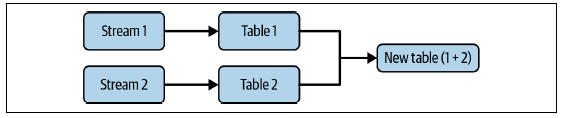 Stream 1
Table 1
New table (1 + 2)
Stream 2
Table 2